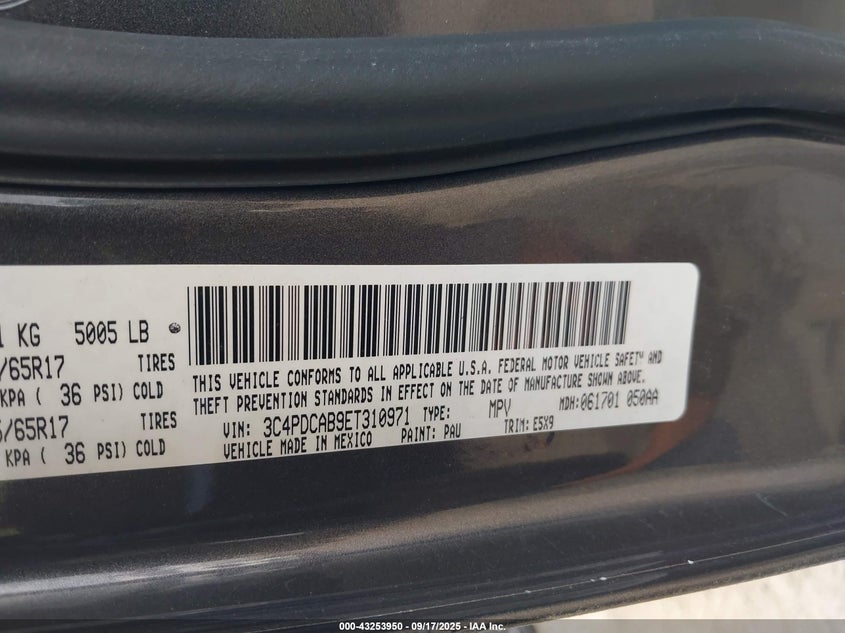 1 KG 5005 LB
/65R17 TIRES
KPA ( 36 PSI) COLD
/65R17 TIRES
KPA ( 36 PSI) COLD
THIS VEHICLE CONFORMS TO ALL APPLICABLE U.S.A. FEDERAL MOTOR VEHICLE SAFETY AND
THEFT PREVENTION STANDARDS IN EFFECT ON THE DATE OF MANUFACTURE SHOWN ABOVE.
VIN: 3C4PDCAB9ET310971 TYPE: MPV MDH:061701 050AA
VEHICLE MADE IN MEXICO PAINT: PAU TRIM: E5X9
000-43253950 - 09/17/2025 - IAA Inc.